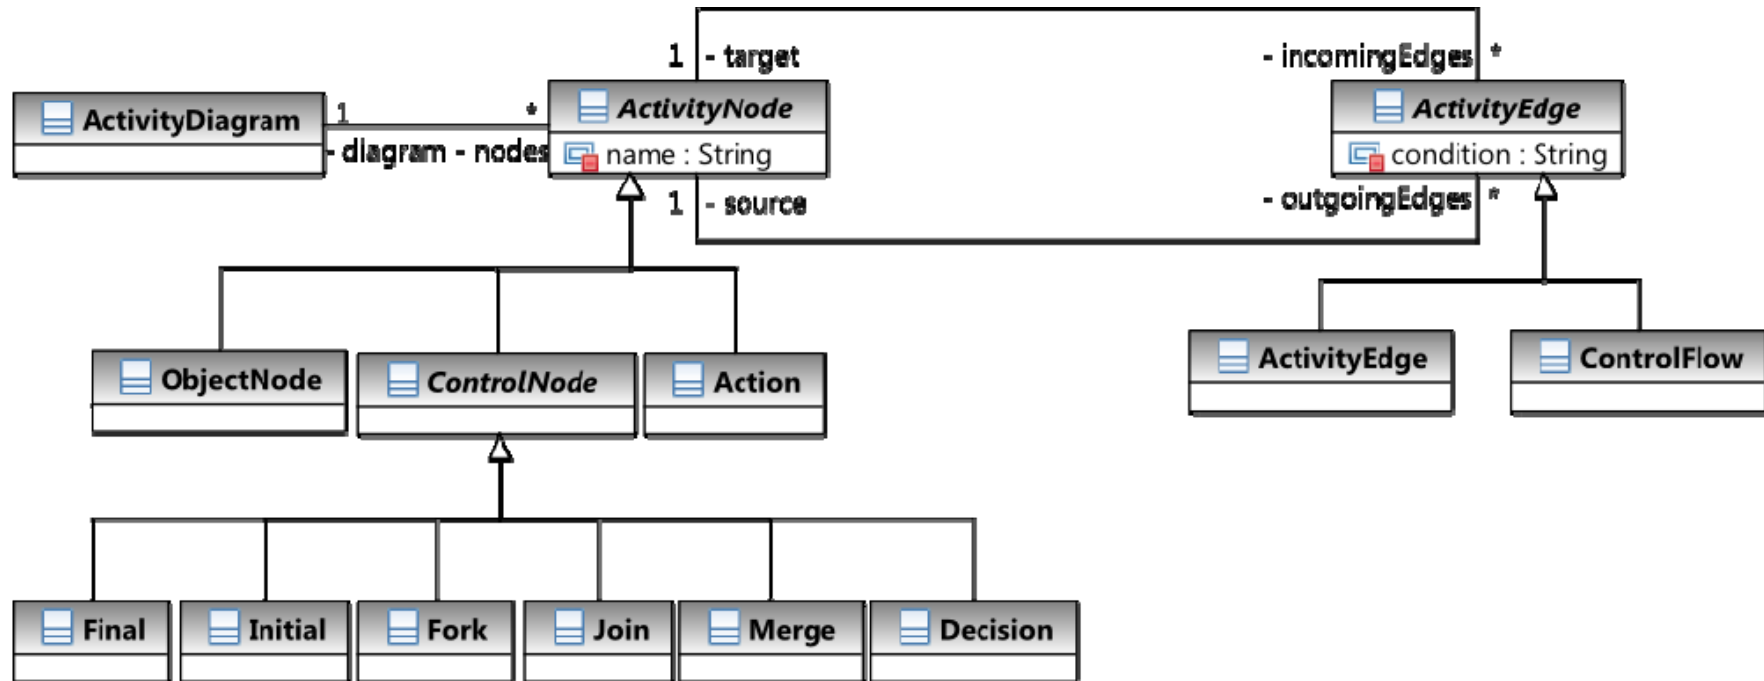 1 - target
- incomingEdges *
ActivityDiagram
1
*
ActivityNode
ActivityEdge
- diagram - nodes
name : String
condition : String
1 - source
- outgoingEdges *
ObjectNode
ControlNode
Action
ActivityEdge
ControlFlow
Final
Initial
Fork
Join
Merge
Decision